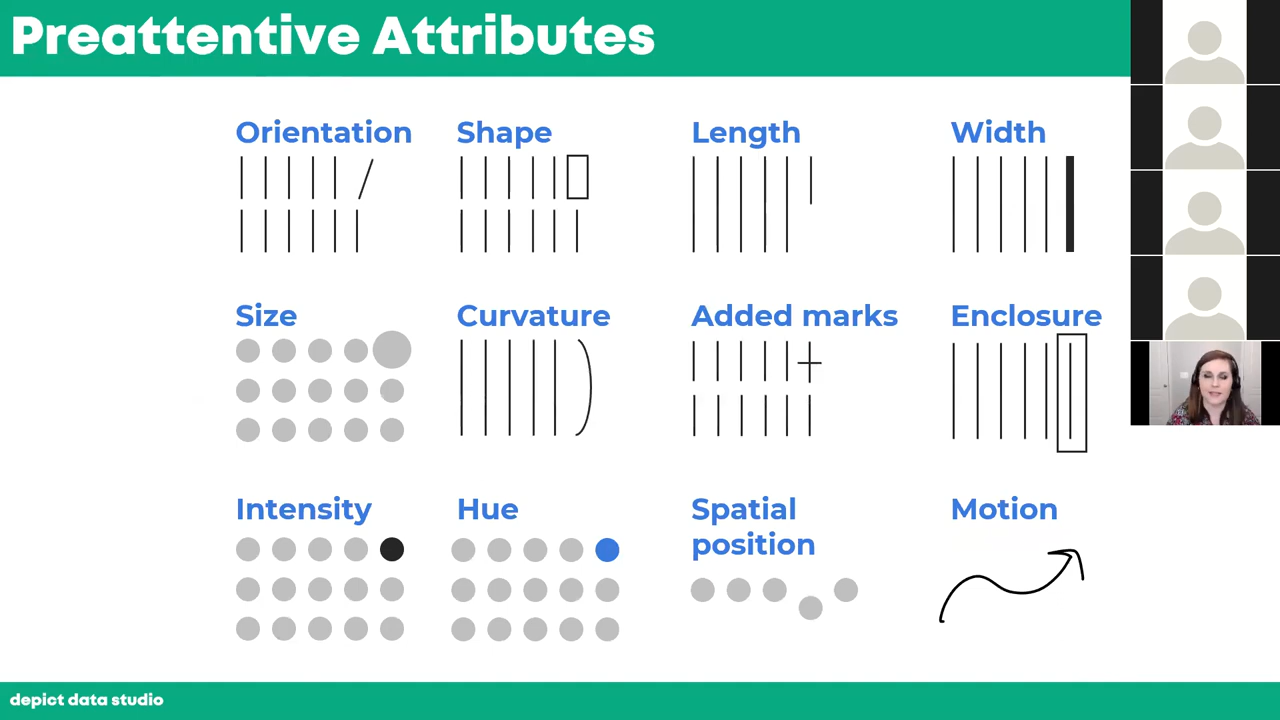 Preattentive Attributes
Orientation
Shape
Length
Width
Size
Curvature
Added marks
Enclosure
Intensity
Hue
Spatial
position
Motion
depict data studio